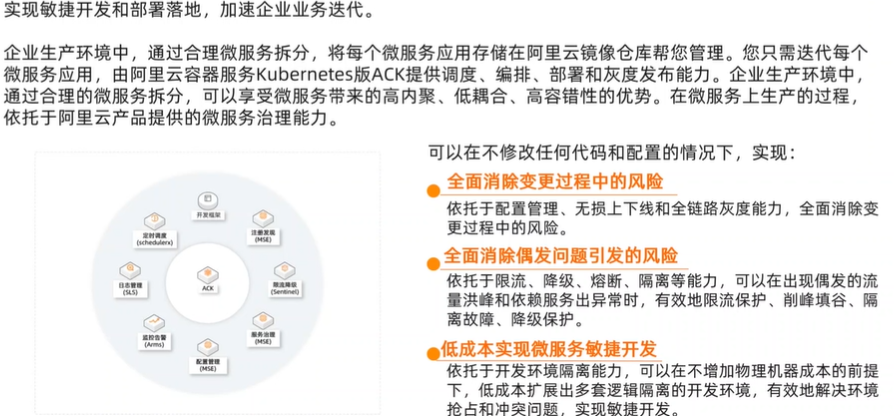 实现敏捷开发和部署落地，加速企业业务迭代。
企业生产环境中，通过合理微服务拆分，将每个微服务应用存储在阿里云镜像仓库帮您管理。您只需迭代每个
微服务应用，由阿里云容器服务Kubernetes版ACK提供调度、编排、部署和灰度发布能力。企业生产环境中，
通过合理的微服务拆分，可以享受微服务带来的高内聚、低耦合、高容错性的优势。在微服务上生产的过程，
依托于阿里云产品提供的微服务治理能力。
开发框架
定时调度
(schedulerx)
注册发现
(MSE)
日志管理
(SLS)
ACK
限流降级
(Sentinel)
监控告警
(Arms)
服务治理
(MSE)
配置管理
(MSE)
可以在不修改任何代码和配置的情况下，实现：
全面消除变更过程中的风险
依托于配置管理、无损上下线和全链路灰度能力，全面消除变
更过程中的风险。
全面消除偶发问题引发的风险
依托于限流、降级、熔断、隔离等能力，可以在出现偶发的流
量洪峰和依赖服务出异常时，有效地限流保护、削峰填谷、隔
离故障、降级保护。
低成本实现微服务敏捷开发
依托于开发环境隔离能力，可以在不增加物理机器成本的前提
下，低成本扩展出多套逻辑隔离的开发环境，有效地解决环境
抢占和冲突问题，实现敏捷开发。